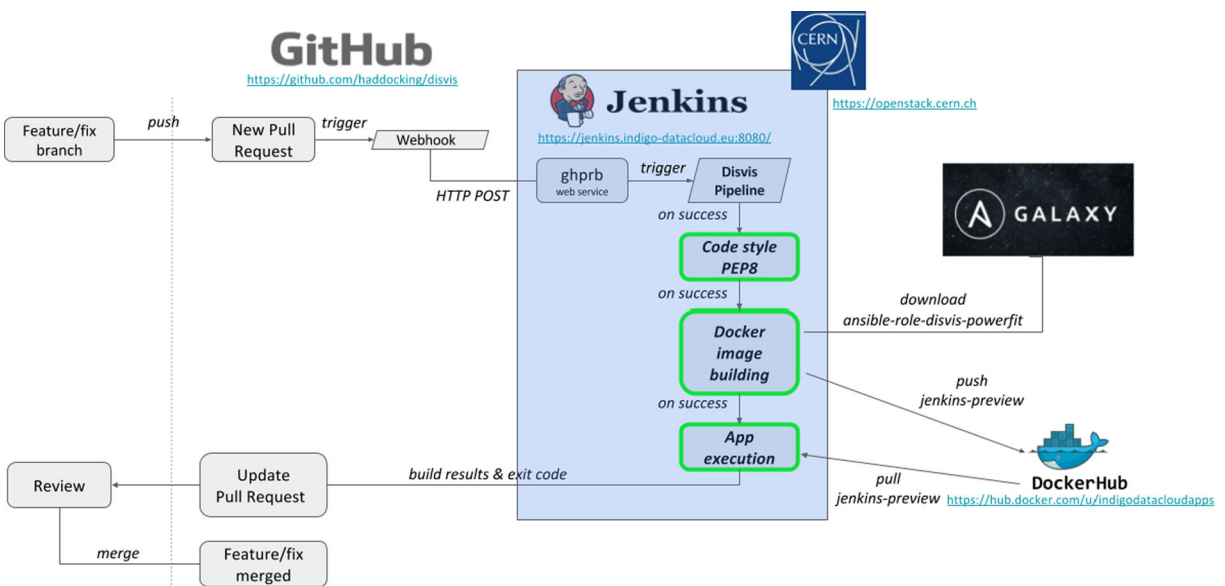 GitHub
https://github.com/haddocking/disvis
CERN
https://openstack.cern.ch
Jenkins
https://jenkins.indigo-datacloud.eu:8080/
Feature/fix
branch
push
New Pull
Request
trigger
Webhook
HTTP POST
ghprb
web service
trigger
Disvis
Pipeline
on success
Code style
PEP8
on success
Docker
image
building
on success
App
execution
A GALAXY
download
ansible-role-disvis-powerfit
push
jenkins-preview
DockerHub
https://hub.docker.com/u/indigodatacloudapps
pull
jenkins-preview
build results & exit code
Update
Pull Request
Review
merge
Feature/fix
merged